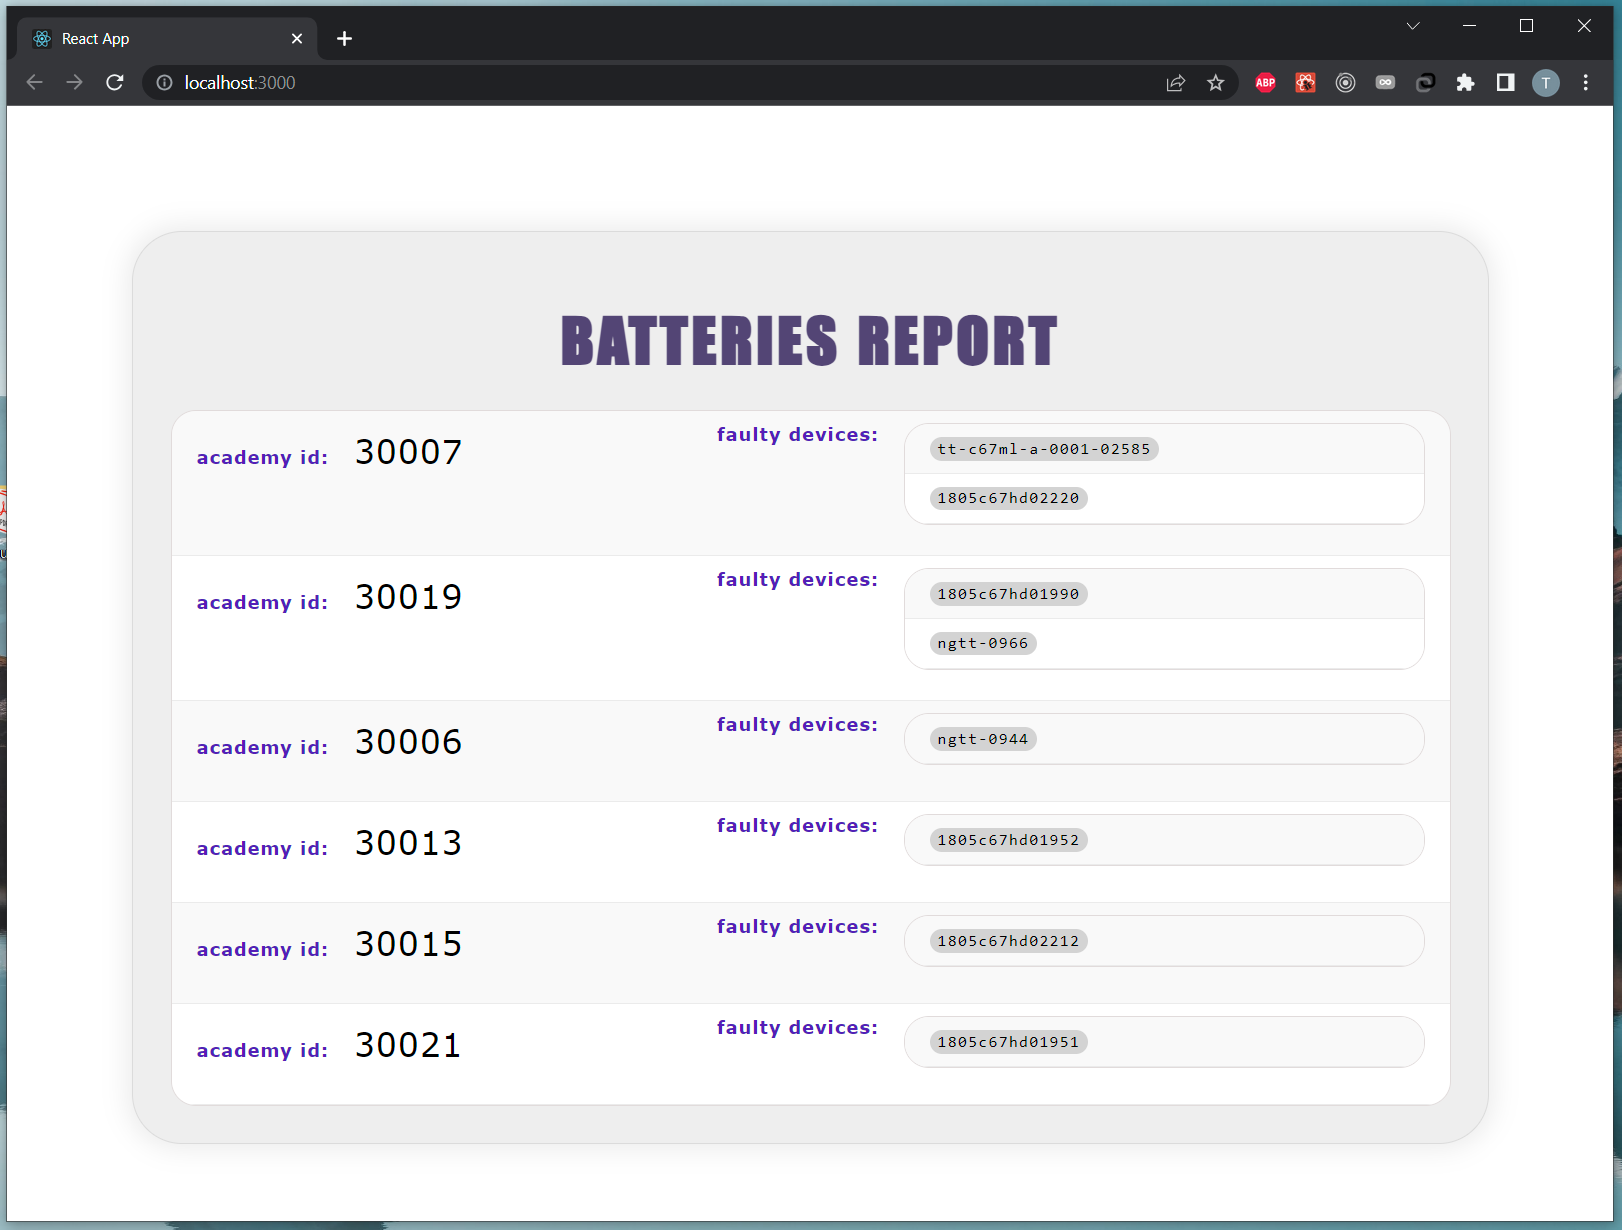 React App
localhost:3000
ABP
T
BATTERIES REPORT
academy id: 30007 faulty devices: tt-c67ml-a-0001-02585
1805c67hd02220
academy id: 30019 faulty devices: 1805c67hd01990
ngtt-0966
academy id: 30006 faulty devices: ngtt-0944
academy id: 30013 faulty devices: 1805c67hd01952
academy id: 30015 faulty devices: 1805c67hd02212
academy id: 30021 faulty devices: 1805c67hd01951